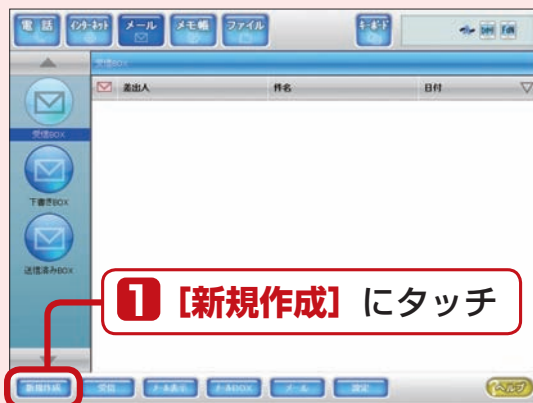 電話 インターネット メール メモ帳 ファイル キーボード
受信BOX
差出人 件名 日付
受信BOX
下書きBOX
送信済みBOX
1 [新規作成] にタッチ
新規作成 受信 メール表示 メールBOX メール 設定 ヘルプ